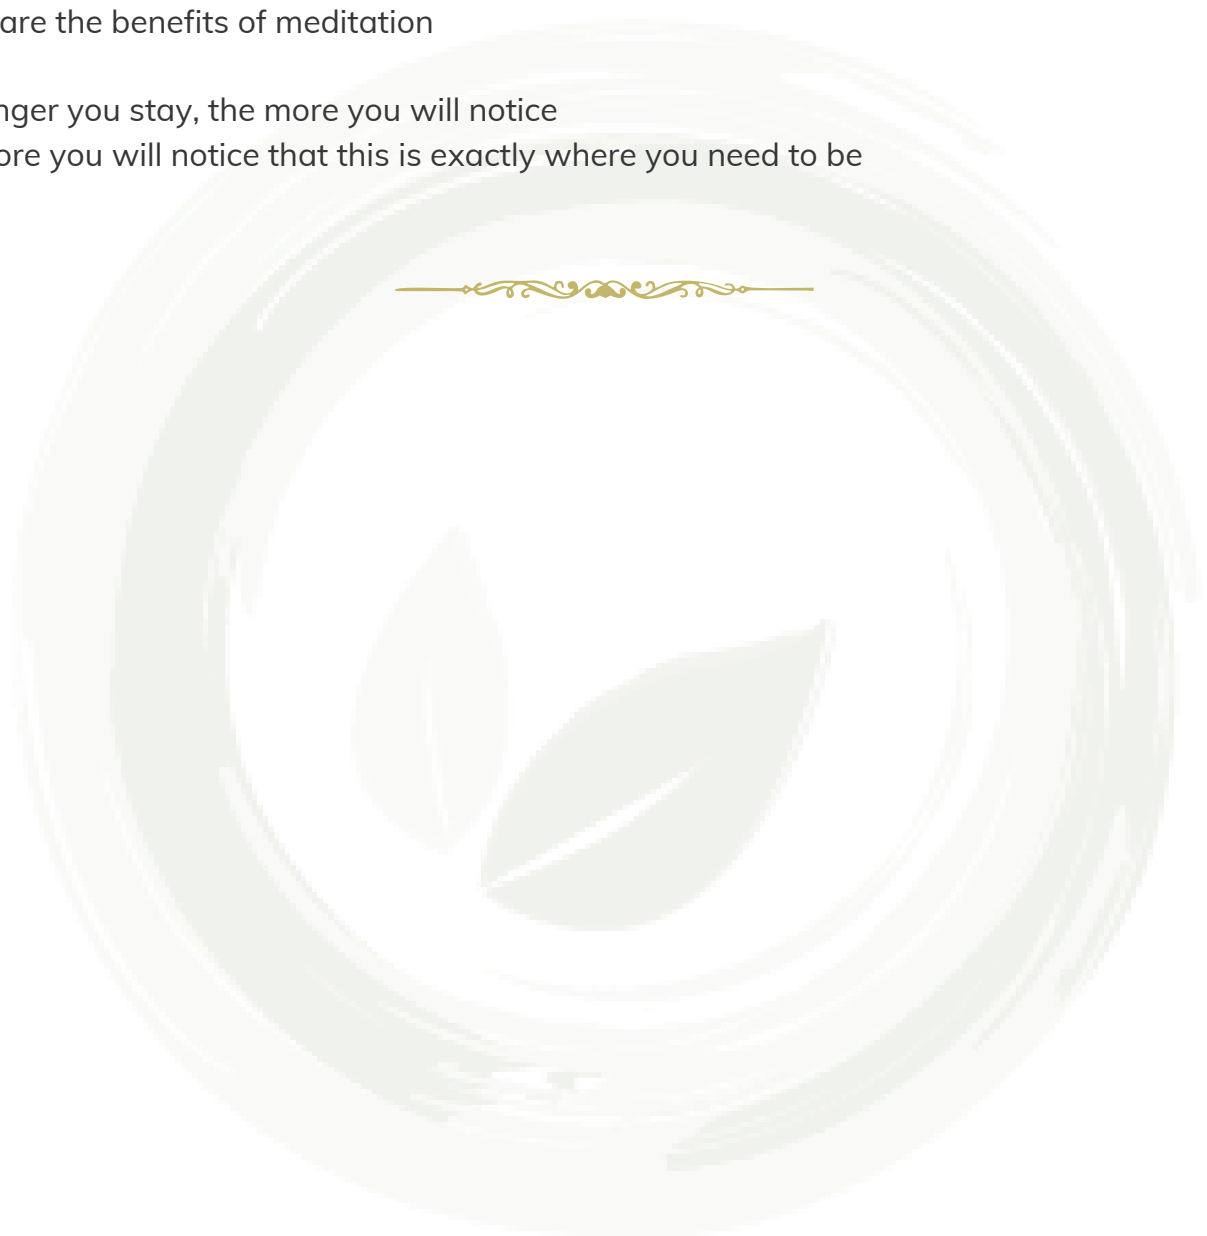 are the benefits of meditation
nger you stay, the more you will notice
ore you will notice that this is exactly where you need to be